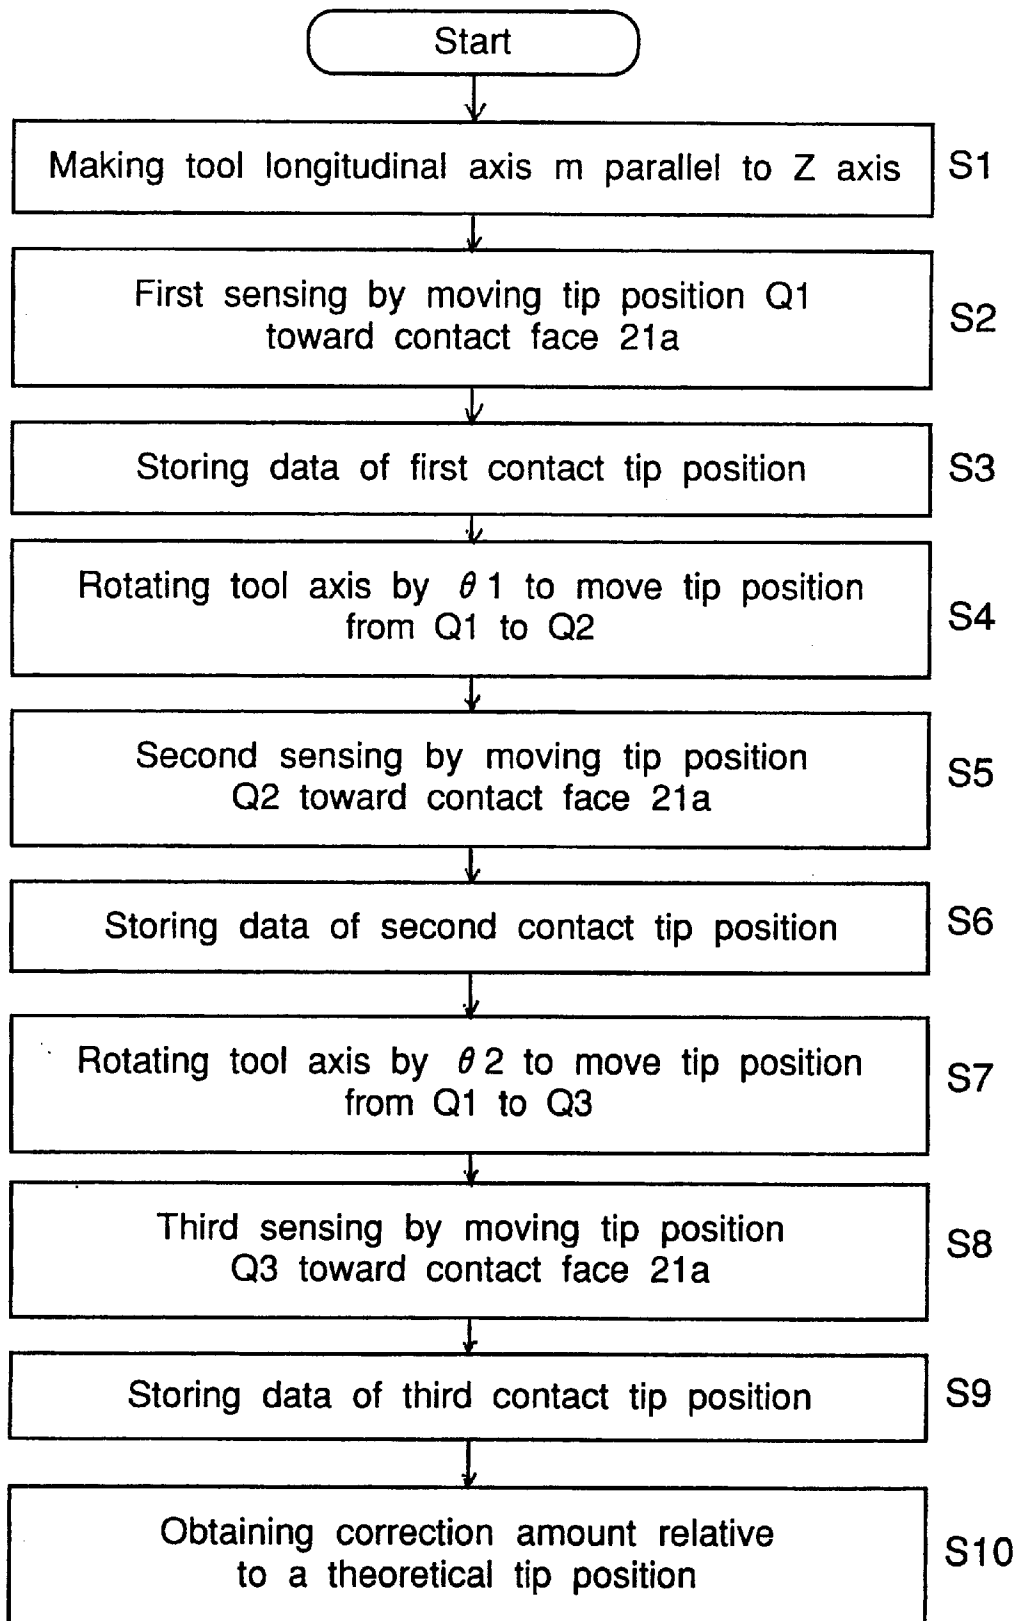 Start
Making tool longitudinal axis m parallel to Z axis
S1
First sensing by moving tip position Q1
toward contact face 21a
S2
Storing data of first contact tip position
S3
Rotating tool axis by θ1 to move tip position
from Q1 to Q2
S4
Second sensing by moving tip position
Q2 toward contact face 21a
S5
Storing data of second contact tip position
S6
Rotating tool axis by θ2 to move tip position
from Q1 to Q3
S7
Third sensing by moving tip position
Q3 toward contact face 21a
S8
Storing data of third contact tip position
S9
Obtaining correction amount relative
to a theoretical tip position
S10